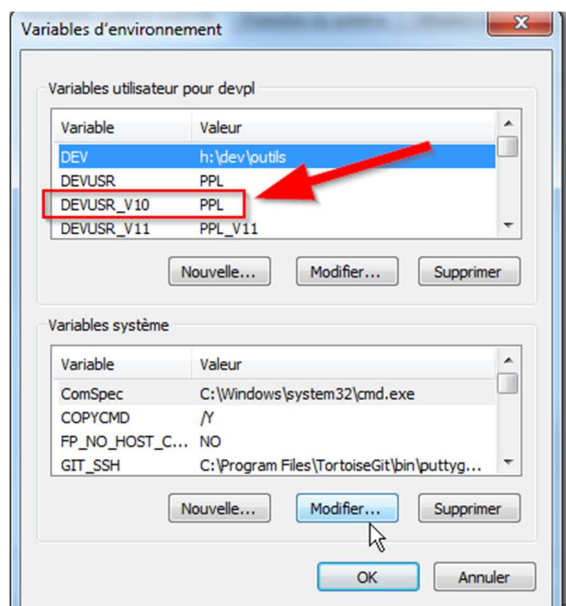 Variables d'environnement
Variables utilisateur pour devpl
Variable Valeur
DEV h:\dev\outils
DEVUSR PPL
DEVUSR_V10 PPL
DEVUSR_V11 PPL_V11
Nouvelle... Modifier... Supprimer
Variables système
Variable Valeur
ComSpec C:\Windows\system32\cmd.exe
COPYCMD /Y
FP_NO_HOST_C... NO
GIT_SSH C:\Program Files\TortoiseGit\bin\puttyg...
Nouvelle... Modifier... Supprimer
OK Annuler